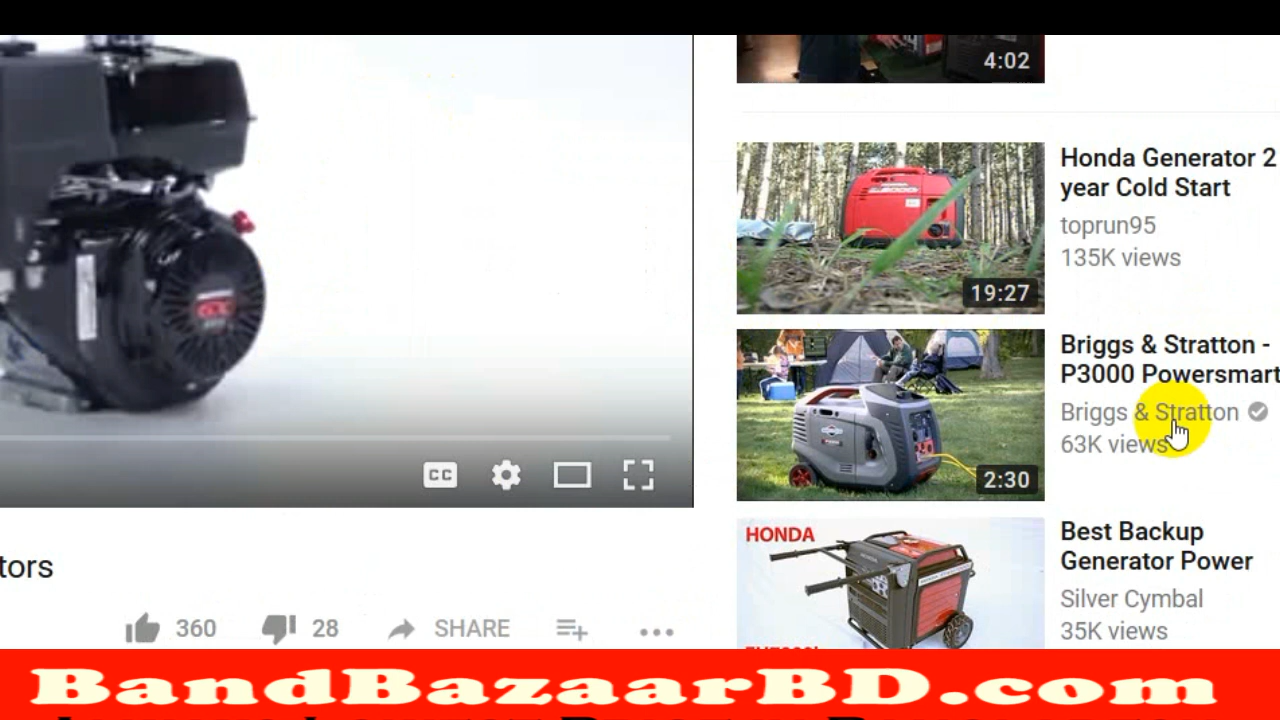 4:02
Honda Generator 2
year Cold Start
toprun95
135K views
19:27
Briggs & Stratton -
P3000 Powersmart
Briggs & Stratton
63K views
2:30
CC
tors
HONDA
Best Backup
Generator Power
Silver Cymbal
35K views
360
28
SHARE
BandBazaarBD.com